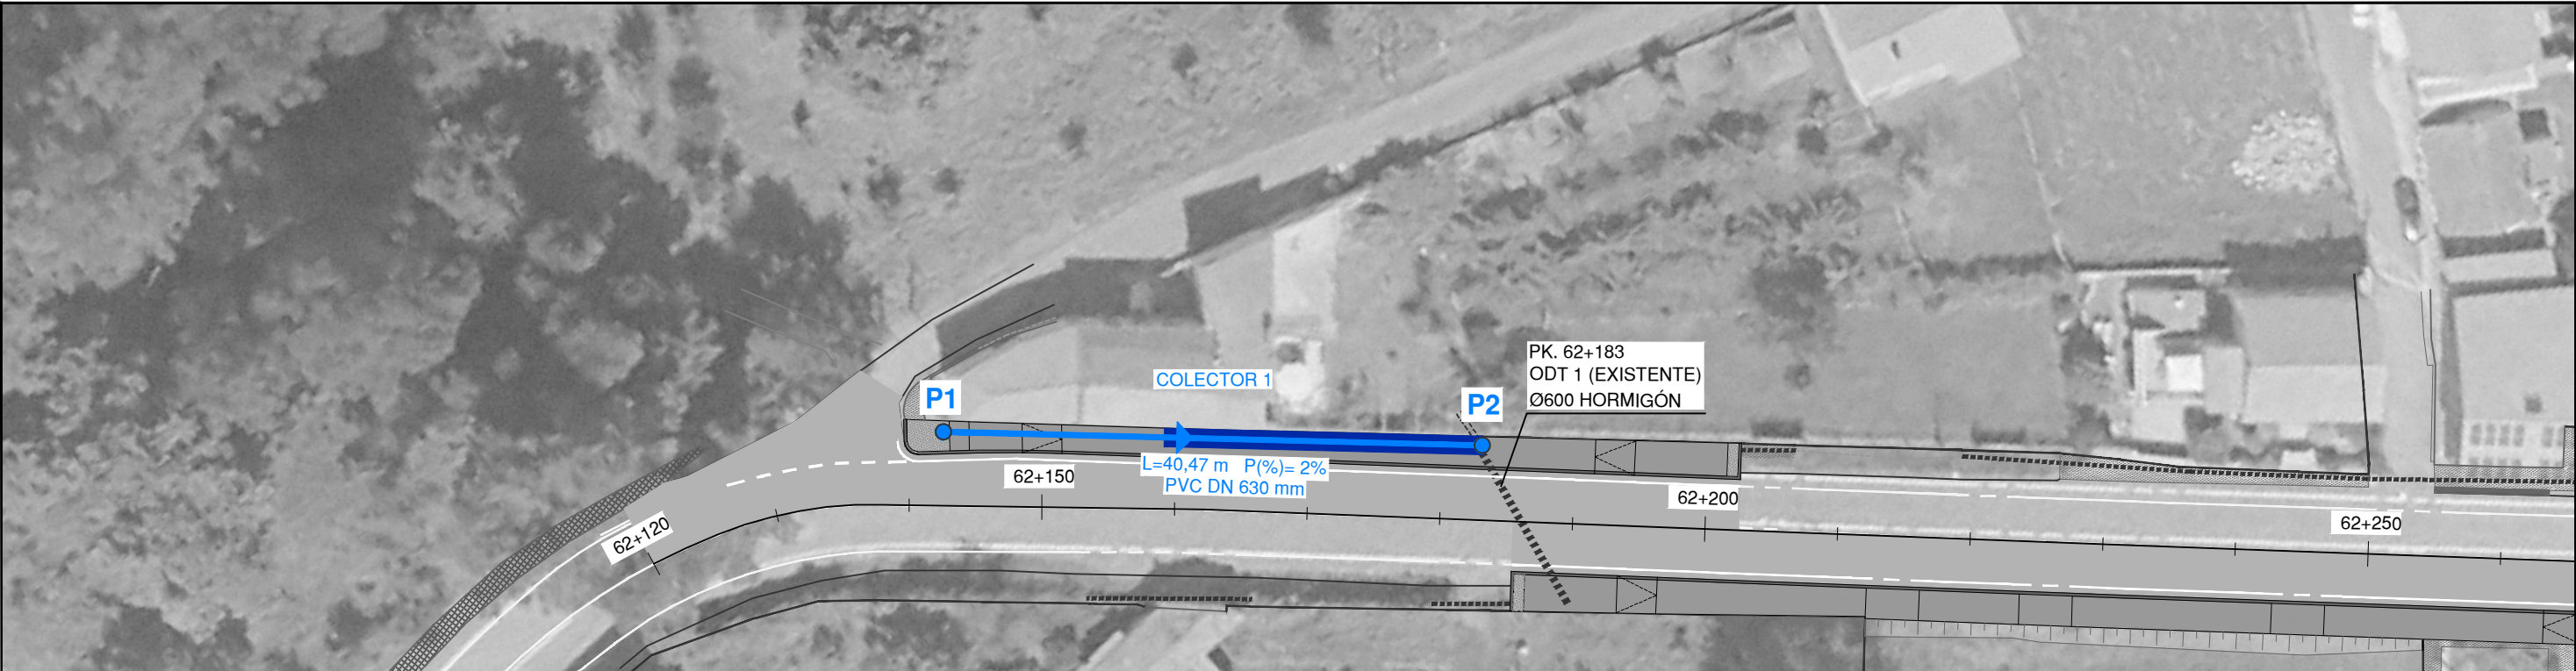 PK. 62+183
ODT 1 (EXISTENTE)
Ø600 HORMIGÓN
COLECTOR 1
P1
P2
L=40,47 m P(%)= 2%
PVC DN 630 mm
62+120
62+150
62+200
62+250